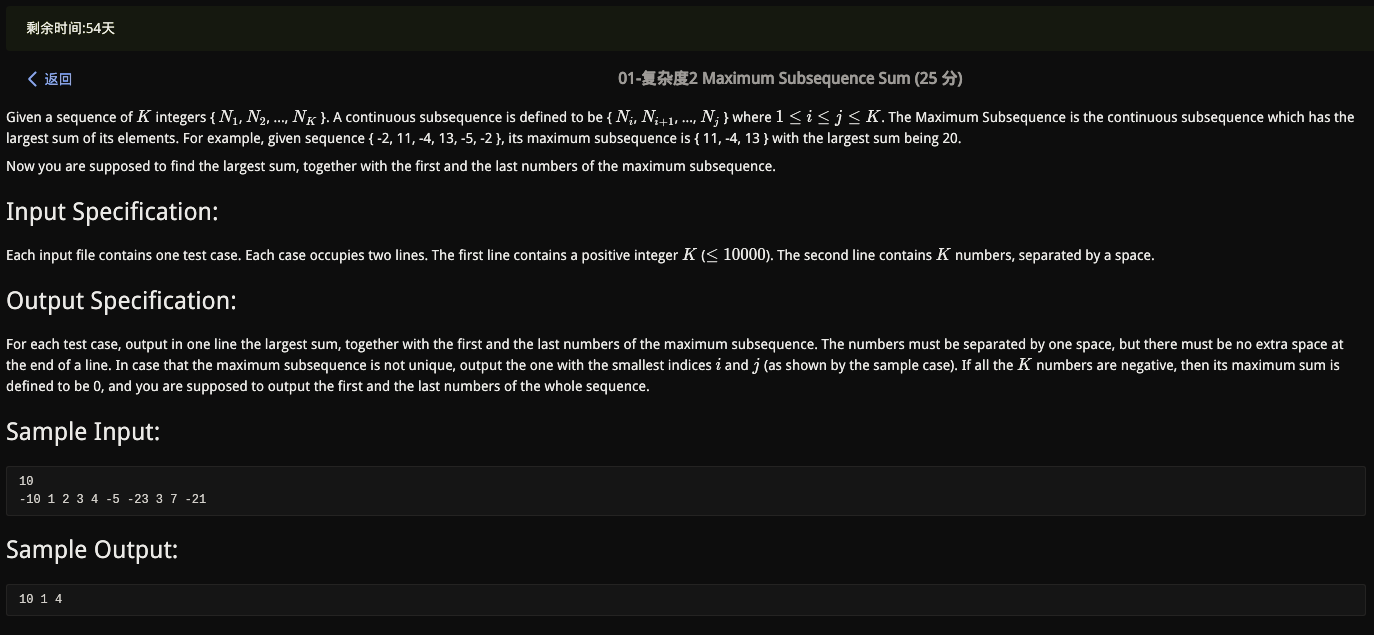 剩余时间:54天
返回
01-复杂度2 Maximum Subsequence Sum (25 分)
Given a sequence of K integers { N1, N2, ..., NK }. A continuous subsequence is defined to be { Ni, Ni+1, ..., Nj } where 1 ≤ i ≤ j ≤ K. The Maximum Subsequence is the continuous subsequence which has the
largest sum of its elements. For example, given sequence { -2, 11, -4, 13, -5, -2 }, its maximum subsequence is { 11, -4, 13 } with the largest sum being 20.
Now you are supposed to find the largest sum, together with the first and the last numbers of the maximum subsequence.
Input Specification:
Each input file contains one test case. Each case occupies two lines. The first line contains a positive integer K (≤ 10000). The second line contains K numbers, separated by a space.
Output Specification:
For each test case, output in one line the largest sum, together with the first and the last numbers of the maximum subsequence. The numbers must be separated by one space, but there must be no extra space at
the end of a line. In case that the maximum subsequence is not unique, output the one with the smallest indices i and j (as shown by the sample case). If all the K numbers are negative, then its maximum sum is
defined to be 0, and you are supposed to output the first and the last numbers of the whole sequence.
Sample Input:
10
-10 1 2 3 4 -5 -23 3 7 -21
Sample Output:
10 1 4